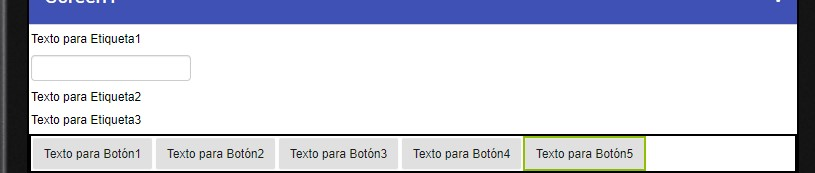 Screen1
Texto para Etiqueta1
Texto para Etiqueta2
Texto para Etiqueta3
Texto para Botón1 Texto para Botón2 Texto para Botón3 Texto para Botón4 Texto para Botón5